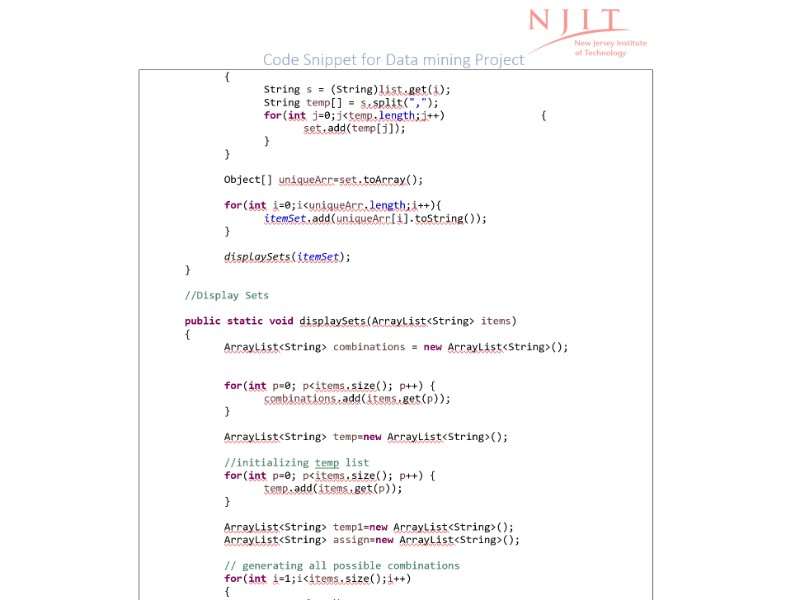 NJIT
New Jersey Institute
of Technology
Code Snippet for Data mining Project
{
String s = (String)list.get(i);
String temp[] = s.split(",");
for(int j=0;j<temp.length;j++) {
set.add(temp[j]);
}
}
Object[] uniqueArr=set.toArray();
for(int i=0;i<uniqueArr.length;i++){
itemSet.add(uniqueArr[i].toString());
}
displaySets(itemSet);
}
//Display Sets
public static void displaySets(ArrayList<String> items)
{
ArrayList<String> combinations = new ArrayList<String>();
for(int p=0; p<items.size(); p++) {
combinations.add(items.get(p));
}
ArrayList<String> temp=new ArrayList<String>();
//initializing temp list
for(int p=0; p<items.size(); p++) {
temp.add(items.get(p));
}
ArrayList<String> temp1=new ArrayList<String>();
ArrayList<String> assign=new ArrayList<String>();
// generating all possible combinations
for(int i=1;i<items.size();i++)
{